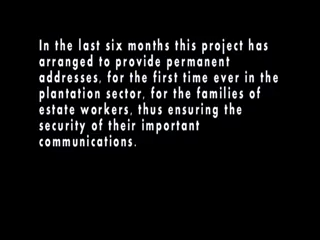 In the last six months this project has
arranged to provide permanent
addresses, for the first time ever in the
plantation sector, for the families of
estate workers, thus ensuring the
security of their important
communications.